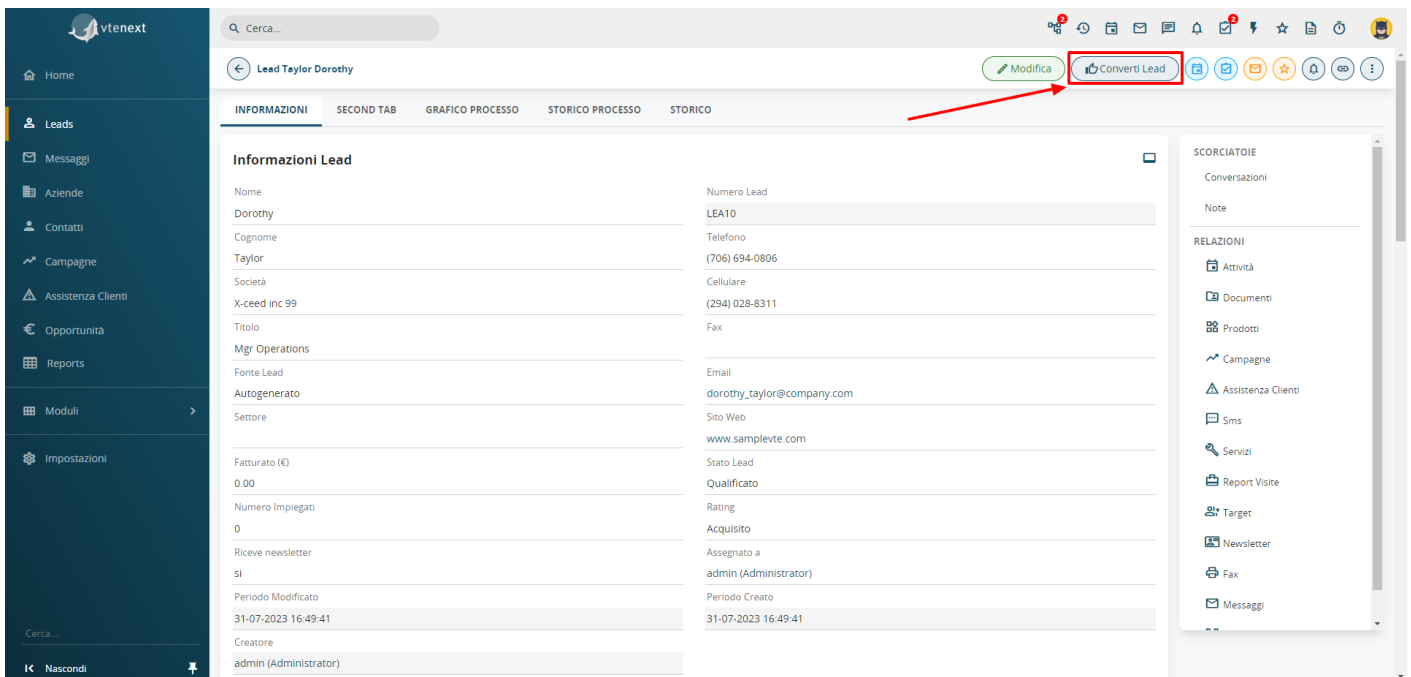 vtenext
Cerca...
2
2
Home
Leads
Messaggi
Aziende
Contatti
Campagne
Assistenza Clienti
Opportunità
Reports
Moduli
Impostazioni
Cerca...
Nascondi
Lead Taylor Dorothy
Modifica
Converti Lead
INFORMAZIONI SECOND TAB GRAFICO PROCESSO STORICO PROCESSO STORICO
Informazioni Lead
Nome
Dorothy
Numero Lead
LEA10
Cognome
Taylor
Telefono
(706) 694-0806
Società
X-ceed inc 99
Cellulare
(294) 028-8311
Titolo
Mgr Operations
Fax
Fonte Lead
Autogenerato
Email
dorothy_taylor@company.com
Settore
Sito Web
www.samplevte.com
Fatturato (€)
0.00
Stato Lead
Qualificato
Numero Impiegati
0
Rating
Acquisito
Riceve newsletter
si
Assegnato a
admin (Administrator)
Periodo Modificato
31-07-2023 16:49:41
Periodo Creato
31-07-2023 16:49:41
Creatore
admin (Administrator)
SCORCIATOIE
Conversazioni
Note
RELAZIONI
Attività
Documenti
Prodotti
Campagne
Assistenza Clienti
Sms
Servizi
Report Visite
Target
Newsletter
Fax
Messaggi